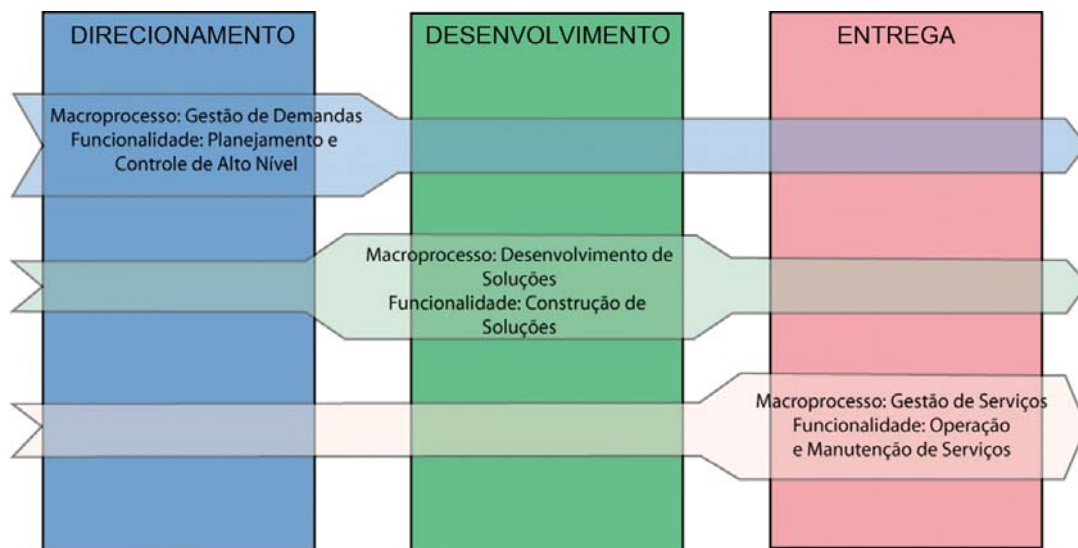 DIRECIONAMENTO
DESENVOLVIMENTO
ENTREGA
Macroprocesso: Gestão de Demandas
Funcionalidade: Planejamento e
Controle de Alto Nível
Macroprocesso: Desenvolvimento de
Soluções
Funcionalidade: Construção de
Soluções
Macroprocesso: Gestão de Serviços
Funcionalidade: Operação
e Manutenção de Serviços